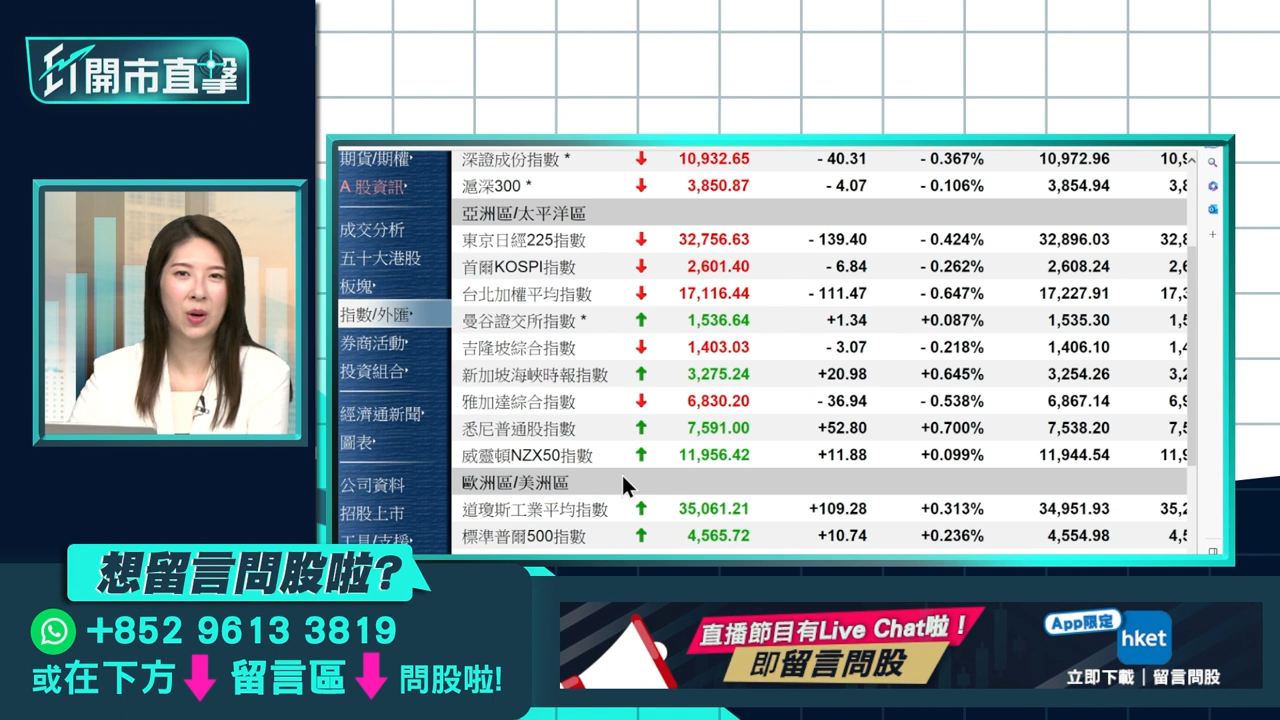 ET開市直擊
期貨/期權
A股資訊
成交分析
五十大港股
板塊
指數/外匯
券商活動
投資組合
經濟通新聞
圖表
公司資料
招股上市
工具/支援
深證成份指數 * 10,932.65 - 40.31 - 0.367% 10,972.96
滬深300 * 3,850.87 - 4.07 - 0.106% 3,854.94
亞洲區/太平洋區
東京日經225指數 32,756.63 - 139.40 - 0.424% 32,896.03
首爾KOSPI指數 2,601.40 - 6.84 - 0.262% 2,608.24
台北加權平均指數 17,116.44 - 111.47 - 0.647% 17,227.91
曼谷證交所指數 * 1,536.64 +1.34 +0.087% 1,535.30
吉隆坡綜合指數 1,403.03 - 3.07 - 0.218% 1,406.10
新加坡海峽時報指數 3,275.24 +20.98 +0.645% 3,254.26
雅加達綜合指數 6,830.20 - 36.94 - 0.538% 6,867.14
悉尼普通股指數 7,591.00 +52.80 +0.700% 7,538.20
威靈頓NZX50指數 11,956.42 +11.88 +0.099% 11,944.54
歐洲區/美洲區
道瓊斯工業平均指數 35,061.21 +109.28 +0.313% 34,951.93
標準普爾500指數 4,565.72 +10.74 +0.236% 4,554.98
想留言問股啦?
+852 9613 3819
或在下方 留言區 問股啦!
直播節目有Live Chat啦！
即留言問股
App限定
hket
立即下載｜留言問股